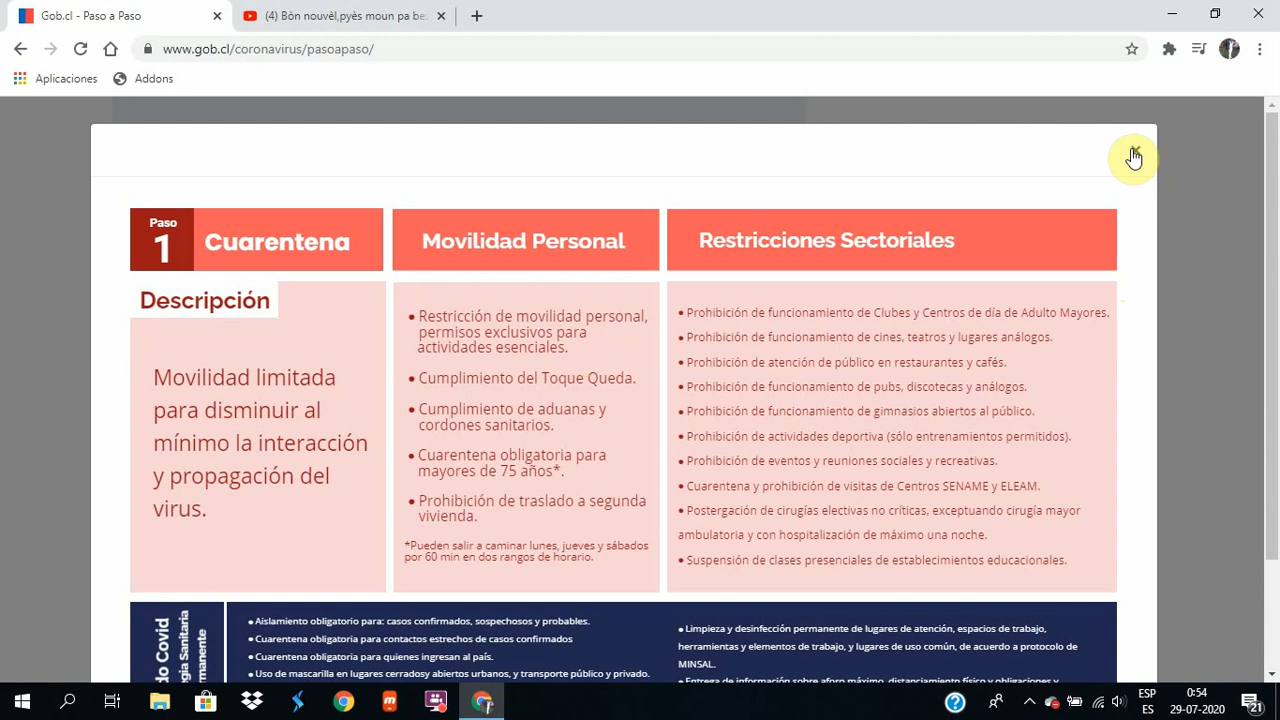 Gob.cl - Paso a Paso
(4) Bòn nouvèl,pyès moun pa be
www.gob.cl/coronavirus/pasoapaso/
Aplicaciones
Addons
Paso
1
Cuarentena
Movilidad Personal
Restricciones Sectoriales
Descripción
Movilidad limitada
para disminuir al
mínimo la interacción
y propagación del
virus.
• Restricción de movilidad personal,
permisos exclusivos para
actividades esenciales.
• Cumplimiento del Toque Queda.
• Cumplimiento de aduanas y
cordones sanitarios.
• Cuarentena obligatoria para
mayores de 75 años*.
• Prohibición de traslado a segunda
vivienda.
*Pueden salir a caminar lunes, jueves y sábados
por 60 min en dos rangos de horario.
• Prohibición de funcionamiento de Clubes y Centros de día de Adulto Mayores.
• Prohibición de funcionamiento de cines, teatros y lugares análogos.
• Prohibición de atención de público en restaurantes y cafés.
• Prohibición de funcionamiento de pubs, discotecas y análogos.
• Prohibición de funcionamiento de gimnasios abiertos al público.
• Prohibición de actividades deportiva (sólo entrenamientos permitidos).
• Prohibición de eventos y reuniones sociales y recreativas.
• Cuarentena y prohibición de visitas de Centros SENAME y ELEAM.
• Postergación de cirugías electivas no críticas, exceptuando cirugía mayor
ambulatoria y con hospitalización de máximo una noche.
• Suspensión de clases presenciales de establecimientos educacionales.
do Covid
egia Sanitaria
rmanente
• Aislamiento obligatorio para: casos confirmados, sospechosos y probables.
• Cuarentena obligatoria para contactos estrechos de casos confirmados
• Cuarentena obligatoria para quienes ingresan al país.
• Uso de mascarilla en lugares cerradosy abiertos urbanos, y transporte público y privado.
• Limpieza y desinfección permanente de lugares de atención, espacios de trabajo,
herramientas y elementos de trabajo, y lugares de uso común, de acuerdo a protocolo de
MINSAL.
• Entrega de información sobre aforo máximo, distanciamiento físico y obligaciones y
ESP
ES
0:54
29-07-2020
21